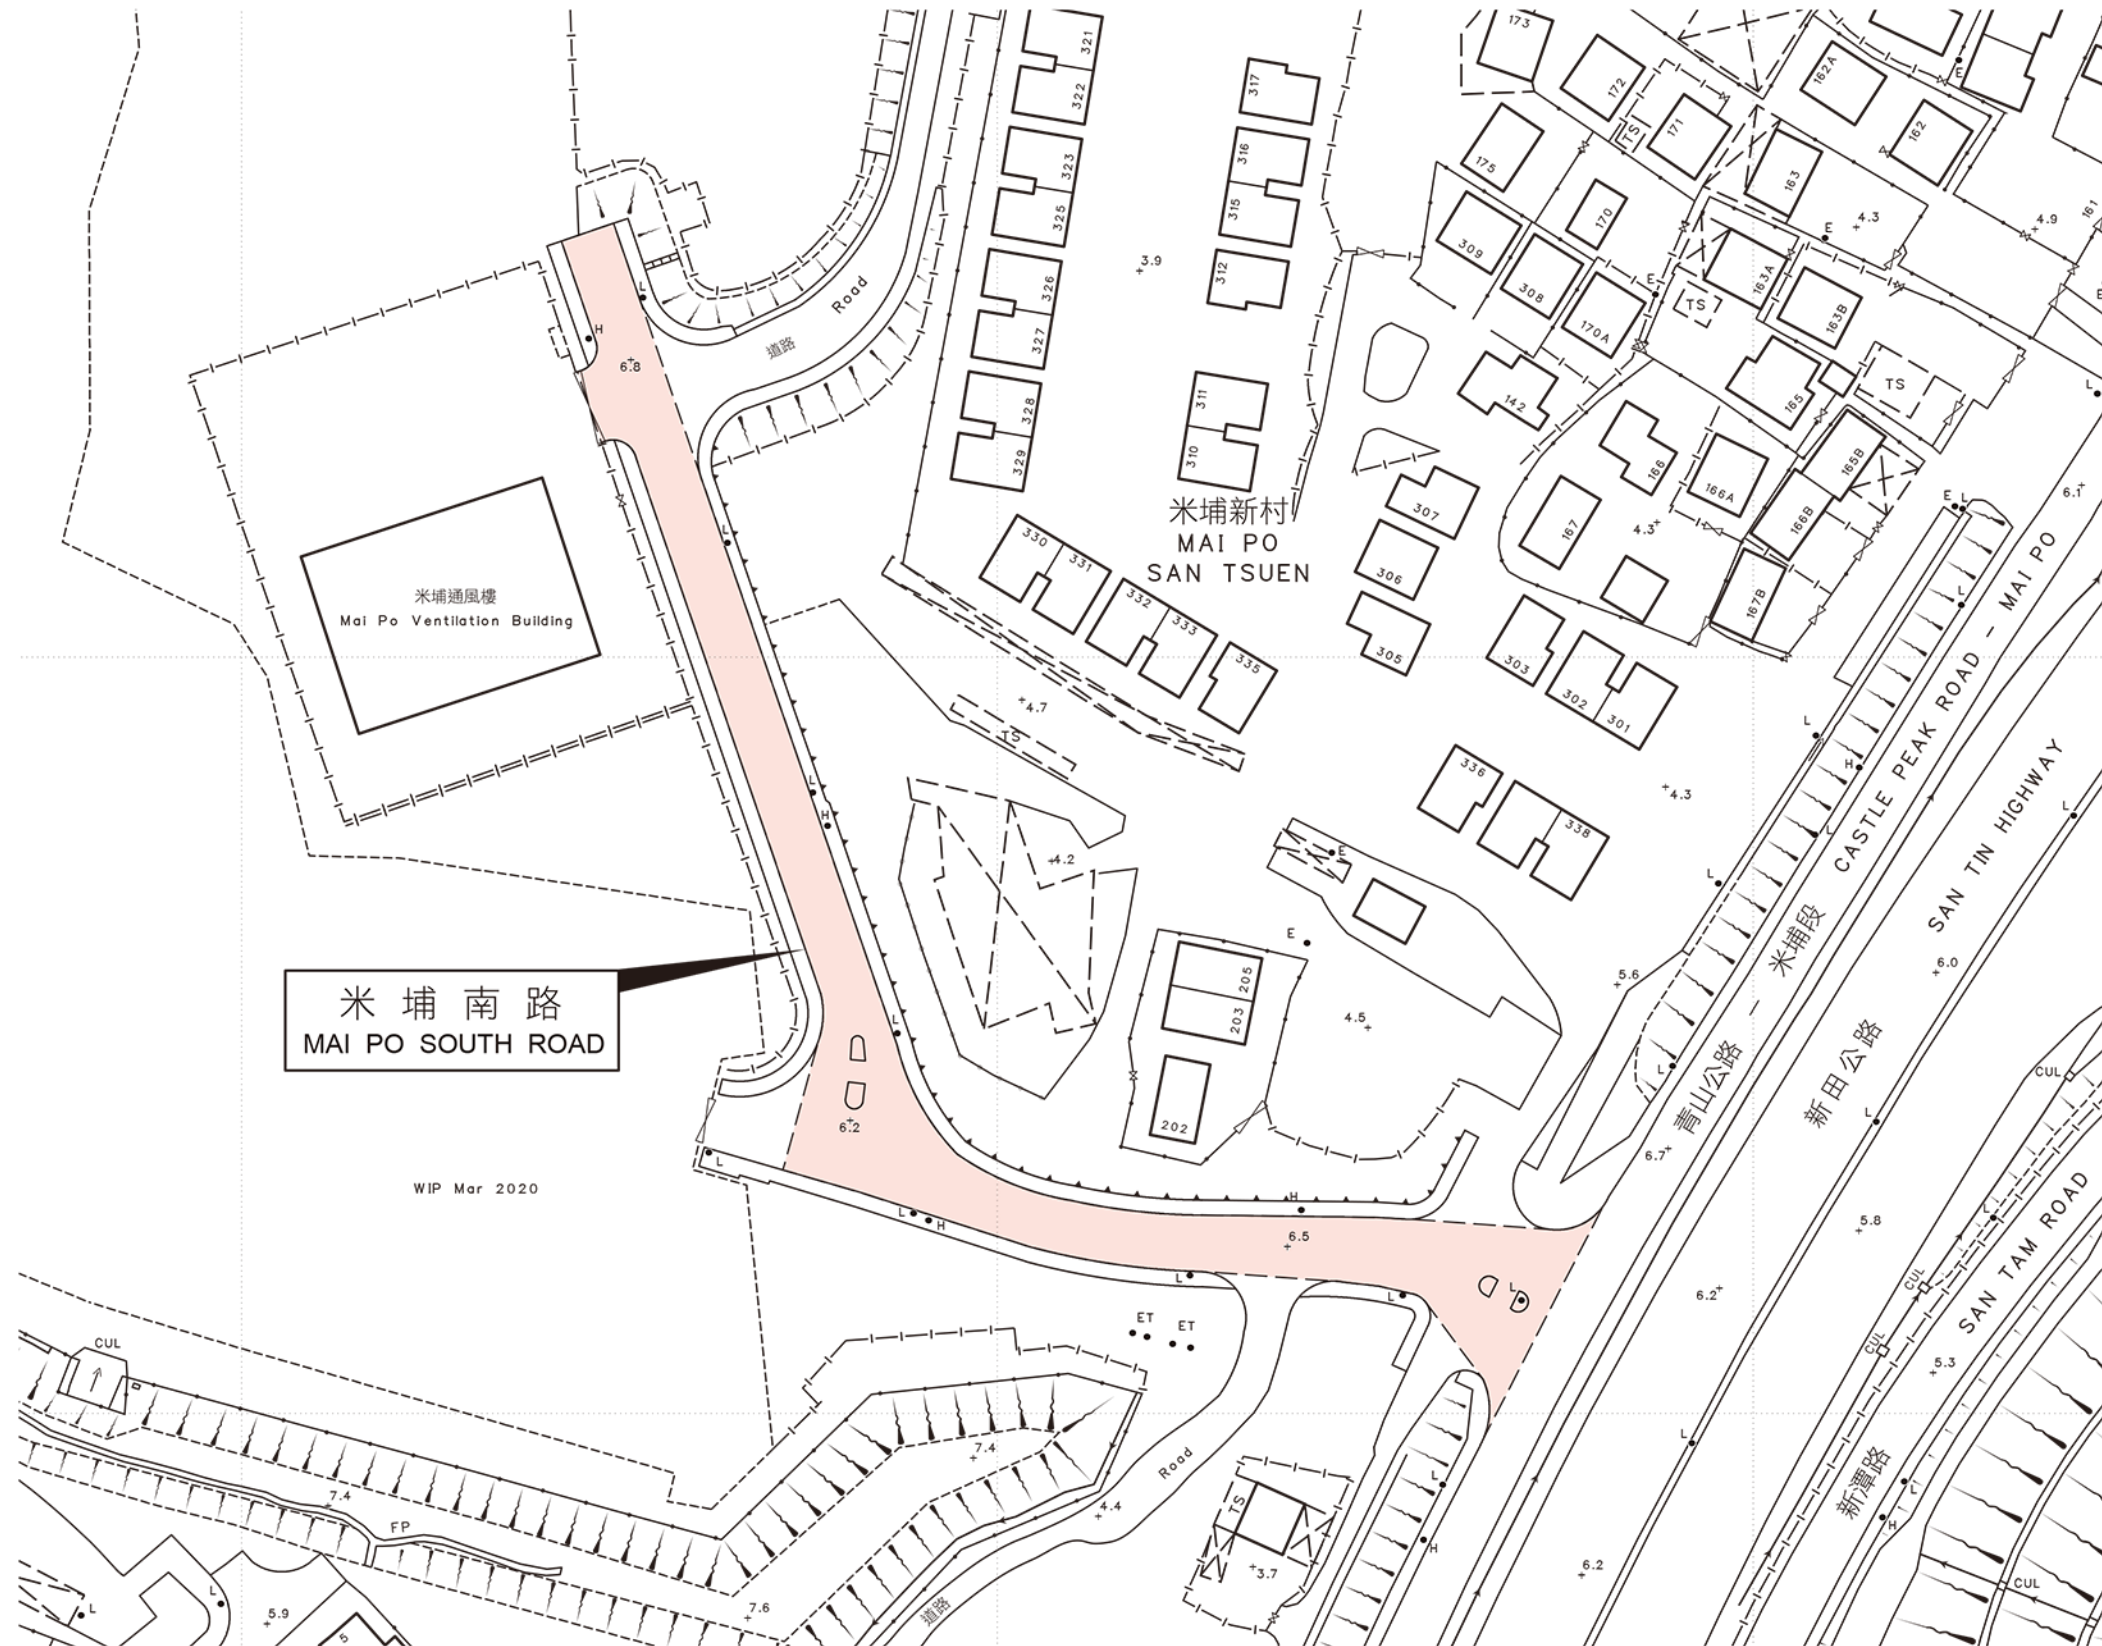 321
322
323
325
326
327
328
329
330
331
332
333
335
317
316
315
312
311
310
3.9
米埔新村
MAI PO
SAN TSUEN
173
172
171
TS
175
170
309
308
170A
142
307
306
305
303
302
301
336
338
162A
162
163
4.3
E
4.9
161
163A
TS
163B
165
TS
166
166A
165B
166B
167
4.3
167B
6.1
E L
L
E
道路
Road
L
H
6.8
L
米埔通風樓
Mai Po Ventilation Building
4.7
TS
L
H
4.2
4.3
E
E
205
203
202
4.5
5.6
米埔南路
MAI PO SOUTH ROAD
L
6.2
L
WIP Mar 2020
L
H
H
6.5
L
L
L
ET
ET
青山公路 - 米埔段
CASTLE PEAK ROAD - MAI PO
新田公路
SAN TIN HIGHWAY
新潭路
SAN TAM ROAD
L
L
H
L
L
L
L
L
6.0
6.7
5.8
6.2
5.3
6.2
L
L
L
CUL
CUL
CUL
CUL
L
H
CUL
7.4
FP
7.4
7.6
4.4
Road
道路
TS
3.7
L
H
L
L
5.9
5